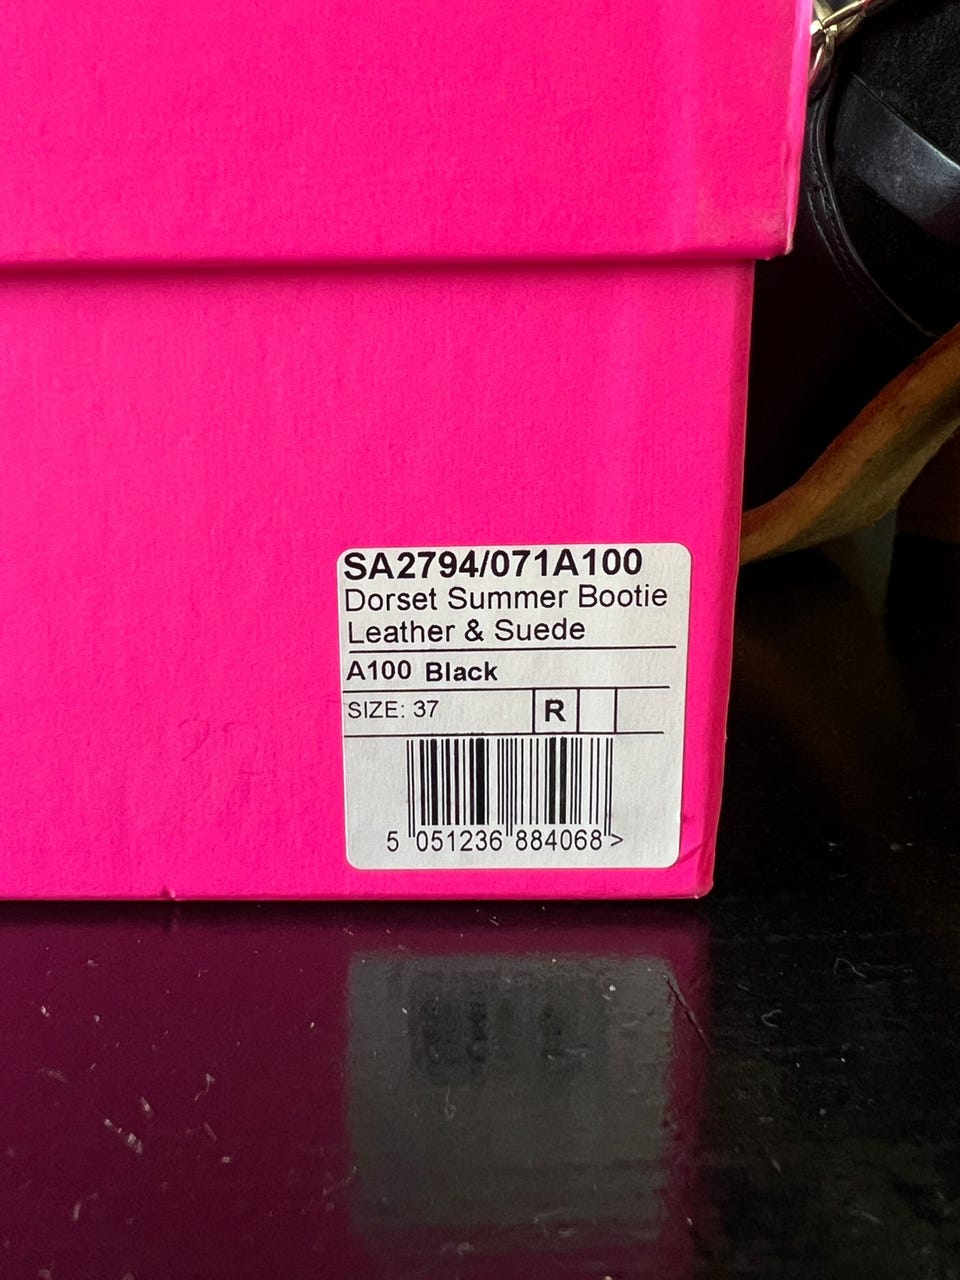 SA2794/071A100
Dorset Summer Bootie
Leather & Suede
A100 Black
SIZE: 37 R
5 051236 884068 >